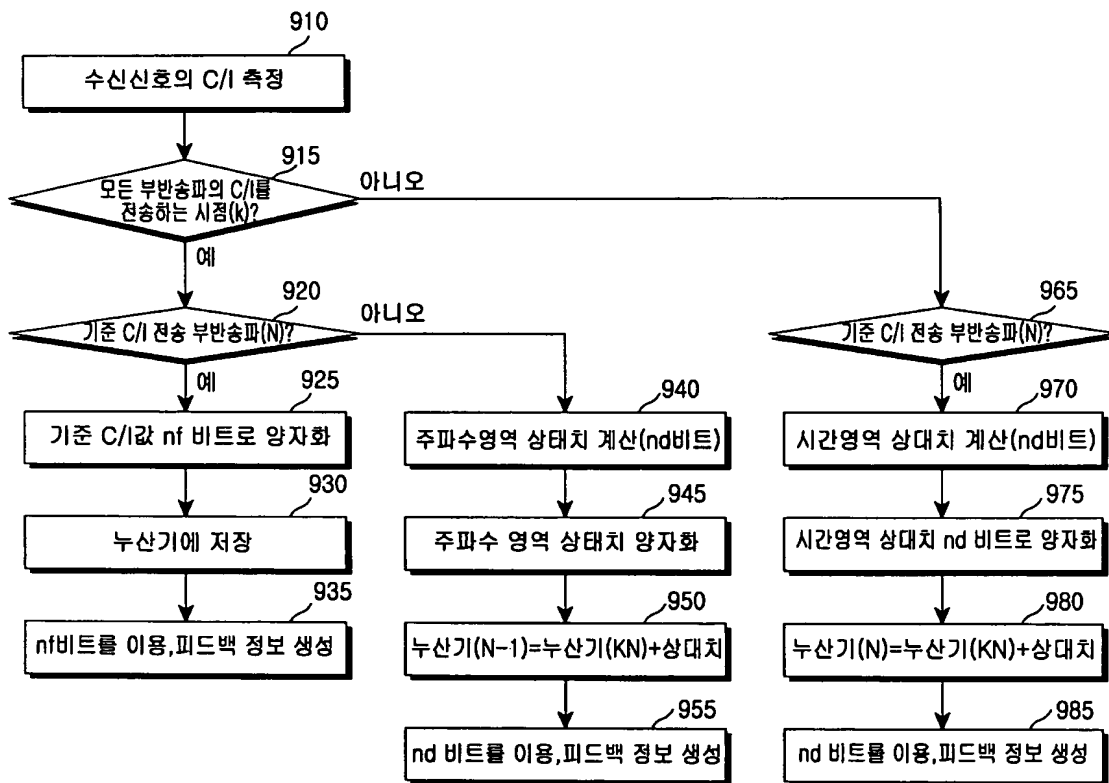 910
수신신호의 C/I 측정
915
모든 부반송파의 C/I를
전송하는 시점(k)?
아니오
예
920
기준 C/I 전송 부반송파(N)?
아니오
965
기준 C/I 전송 부반송파(N)?
예
예
925
기준 C/I값 nf 비트로 양자화
940
주파수영역 상태치 계산(nd비트)
970
시간영역 상대치 계산(nd비트)
930
누산기에 저장
945
주파수 영역 상태치 양자화
975
시간영역 상대치 nd 비트로 양자화
935
nf비트를 이용,피드백 정보 생성
950
누산기(N-1)=누산기(KN)+상대치
980
누산기(N)=누산기(KN)+상대치
955
nd 비트를 이용,피드백 정보 생성
985
nd 비트를 이용,피드백 정보 생성